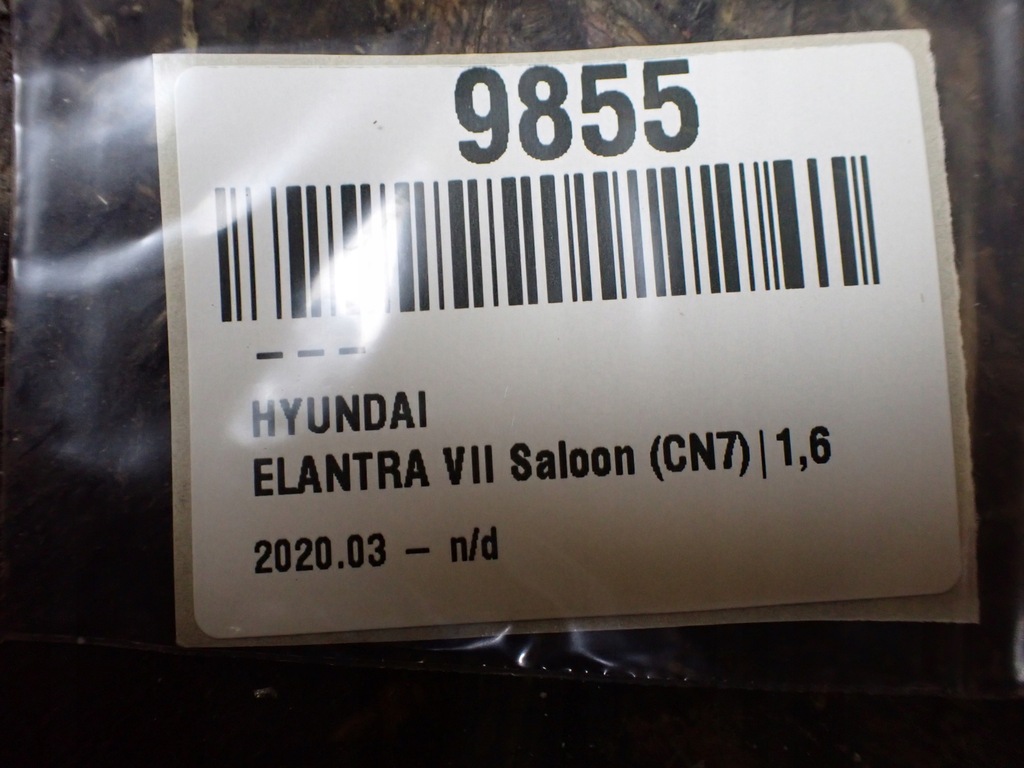 9855
– – –
HYUNDAI
ELANTRA VII Saloon (CN7)|1,6
2020.03 – n/d